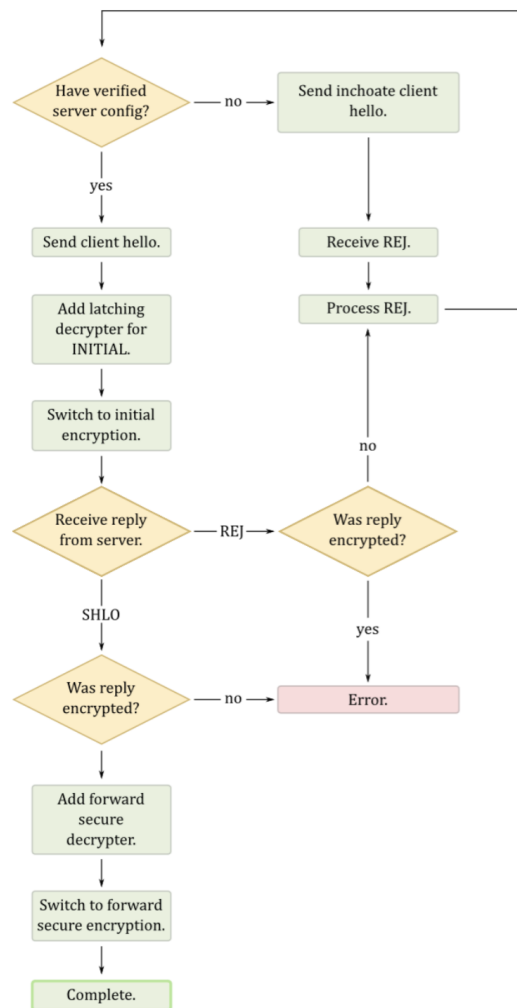 Have verified
server config?
no
Send inchoate client
hello.
yes
Send client hello.
Receive REJ.
Add latching
decrypter for
INITIAL.
Process REJ.
Switch to initial
encryption.
no
Receive reply
from server.
REJ
Was reply
encrypted?
SHLO
yes
Was reply
encrypted?
no
Error.
Add forward
secure
decrypter.
Switch to forward
secure encryption.
Complete.